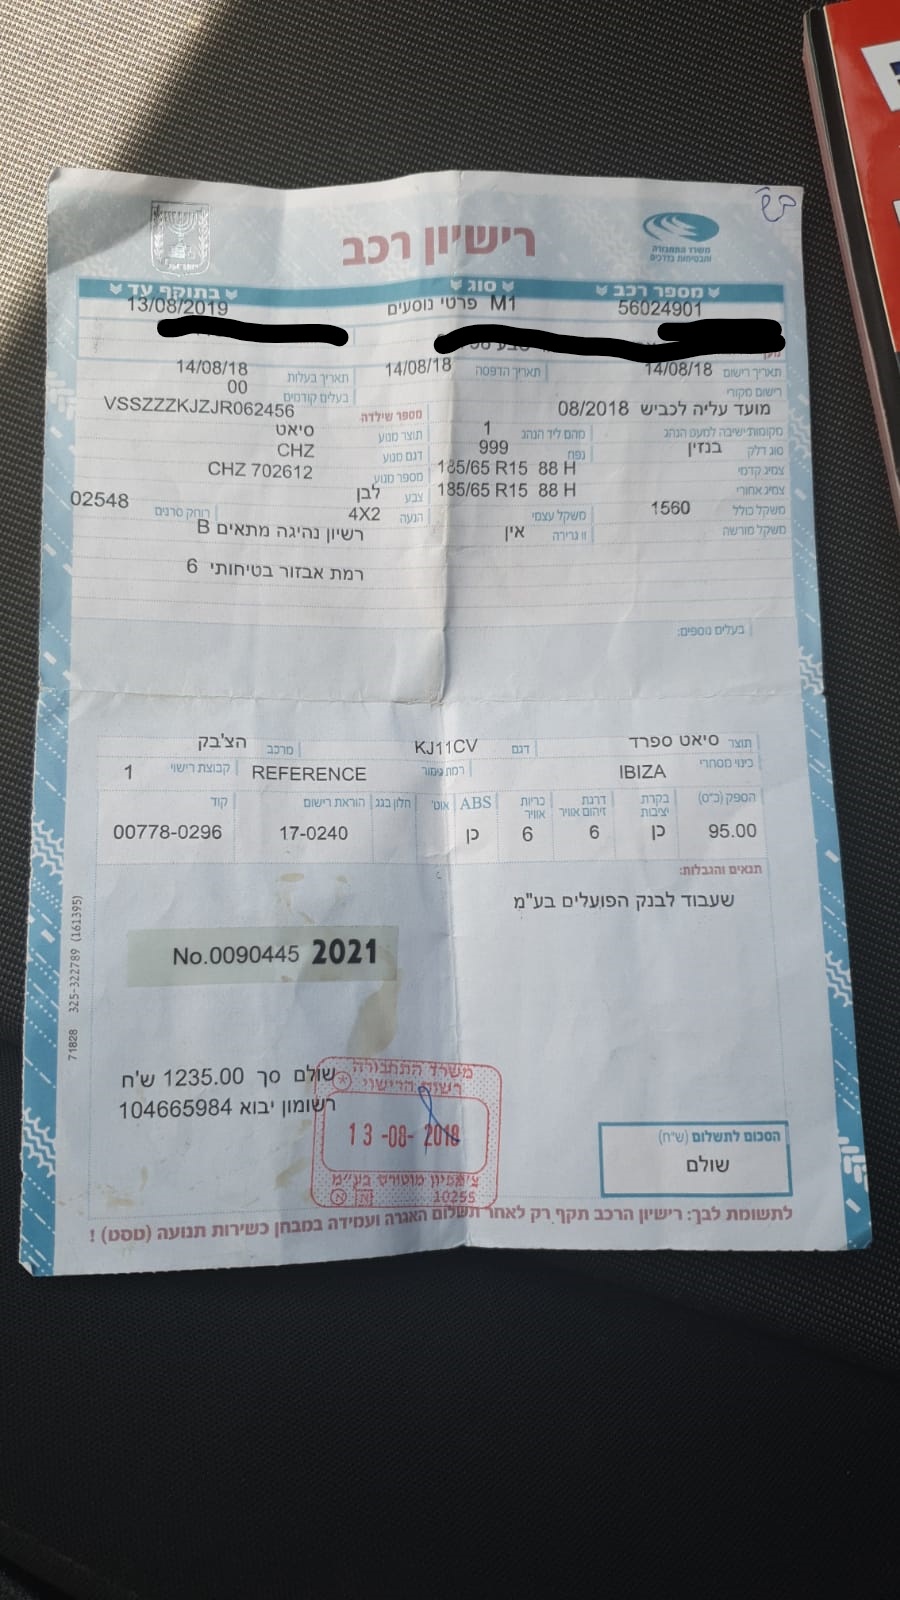 משרד התחבורה
והבטיחות בדרכים
רישיון רכב
מספר רכב סוג בתוקף עד
56024901 M1 פרטי נוסעים 13/08/2019
תאריך רישום 14/08/18 תאריך הדפסה 14/08/18 תאריך בעלות 14/08/18
רישום מקורי בעלים קודמים 00
מועד עליה לכביש 08/2018 מספר שילדה VSSZZZKJZJR062456
מקומות ישיבה למעט הנהג מהם ליד הנהג 1 תוצר מנוע סיאט
סוג דלק בנזין נפח 999 דגם מנוע CHZ
צמיג קדמי 185/65 R15 88 H מספר מנוע CHZ 702612
צמיג אחורי 185/65 R15 88 H צבע לבן
משקל כולל 1560 משקל עצמי הנעה 4X2 רוחק סרנים 02548
משקל מורשה וו גרירה אין רשיון נהיגה מתאים B
רמת אבזור בטיחותי 6
בעלים נוספים:
תוצר סיאט ספרד דגם KJ11CV מרכב הצ'בק
כינוי מסחרי IBIZA רמת גימור REFERENCE קבוצת רישוי 1
הספק (כ"ס) בקרת יציבות דרגת זיהום אוויר כריות אוויר ABS אוט' חלון בגג הוראת רישום קוד
95.00 כן 6 6 כן 17-0240 00778-0296
תנאים והגבלות:
שעבוד לבנק הפועלים בע"מ
No.0090445 2021
71828 325-322789 (161395)
שולם סך 1235.00 ש'ח
רשומון יבוא 104665984
משרד התחבורה
רשות הרישוי
13-08-2018
צ'מפיון מוטורס בע"מ
10255
הסכום לתשלום (ש"ח)
שולם
לתשומת לבך: רישיון הרכב תקף רק לאחר תשלום האגרה ועמידה במבחן כשירות תנועה (טסט) !